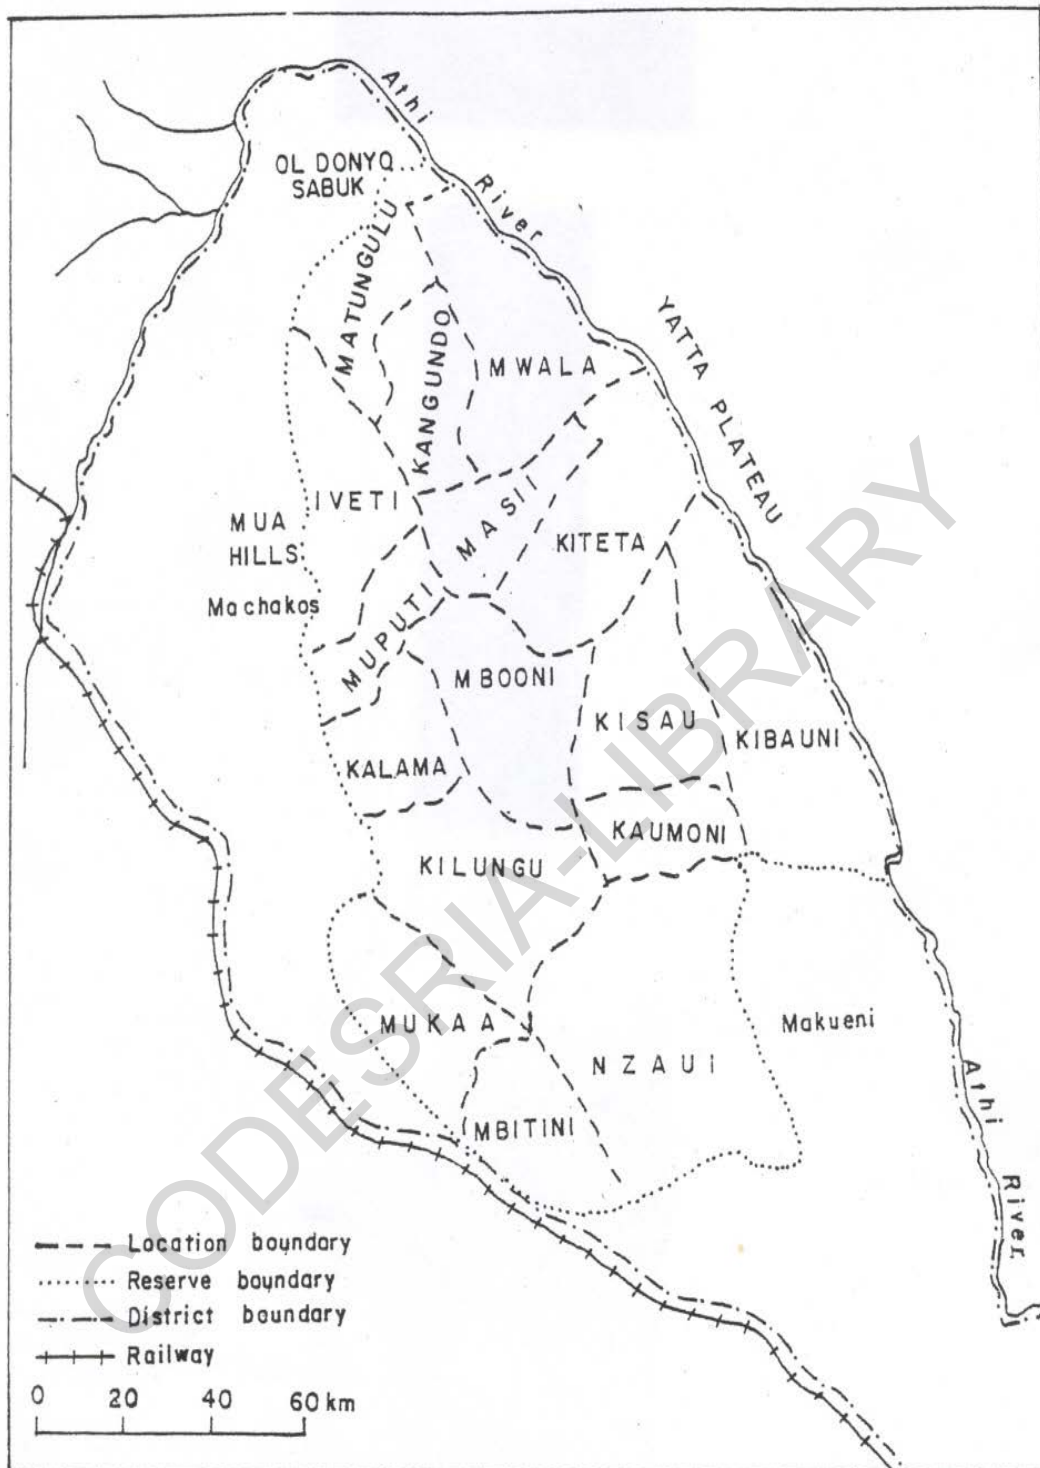 Athi
River
OL DONYO
SABUK
MATUNGULU
KANGUNDO
MWALA
YATTA PLATEAU
IVETI
MASII
MUA
HILLS
KITETA
Machakos
MUPUTI
MBOONI
KISAU
KIBAUNI
KALAMA
KAUMONI
KILUNGU
MUKAA
NZAUI
Makueni
MBITINI
Athi
River
Location boundary
Reserve boundary
District boundary
Railway
0 20 40 60 km
CODESRIA-LIBRARY